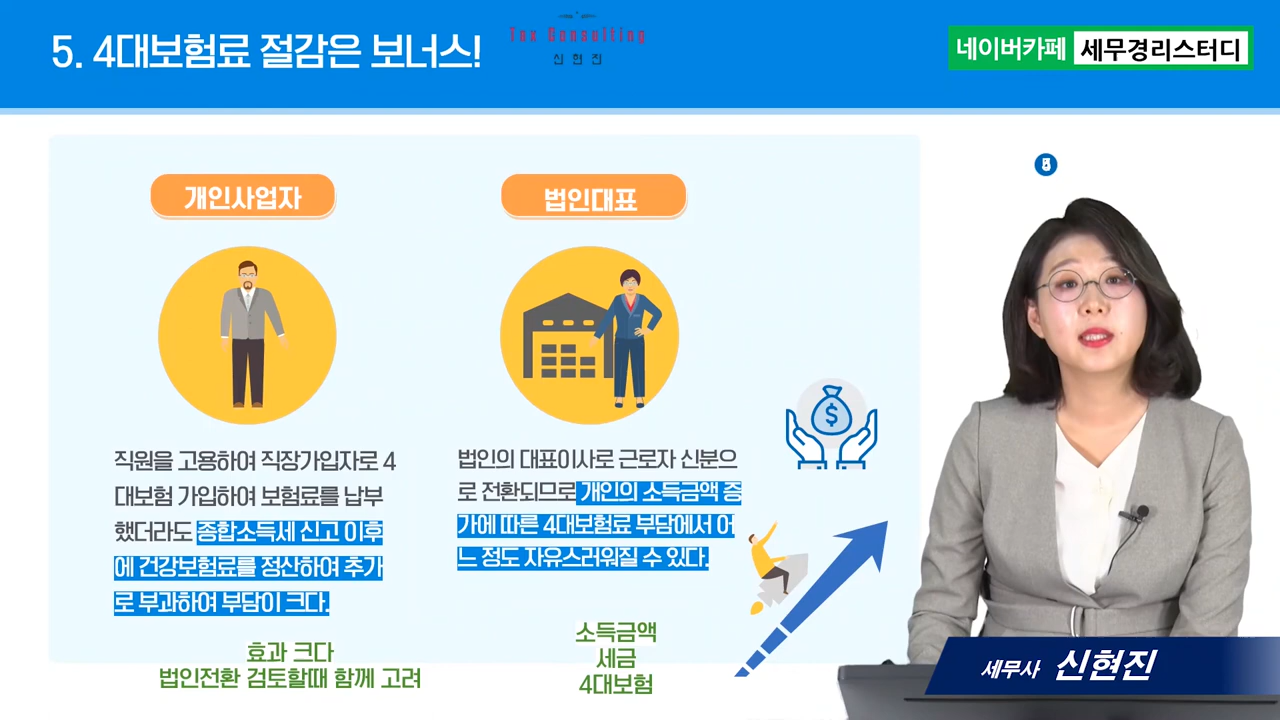 5. 4대보험료 절감은 보너스!
Tax Consulting
신 현 진
네이버카페 세무경리스터디
개인사업자
법인대표
직원을 고용하여 직장가입자로 4
대보험 가입하여 보험료를 납부
했더라도 종합소득세 신고 이후
에 건강보험료를 정산하여 추가
로 부과하여 부담이 크다.
법인의 대표이사로 근로자 신분으
로 전환되므로 개인의 소득금액 증
가에 따른 4대보험료 부담에서 어
느 정도 자유스러워질 수 있다.
$
효과 크다
법인전환 검토할때 함께 고려
소득금액
세금
4대보험
세무사 신현진